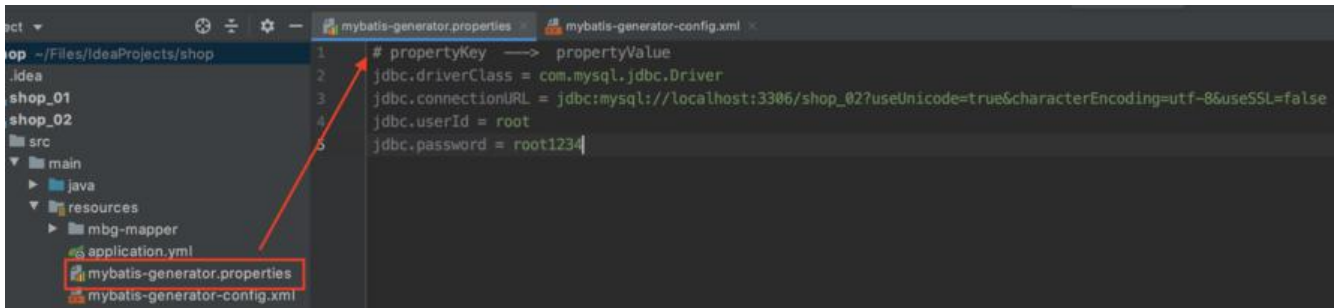 ect
mybatis-generator.properties
mybatis-generator-config.xml
op ~/Files/IdeaProjects/shop
.idea
shop_01
shop_02
src
main
java
resources
mbg-mapper
application.yml
mybatis-generator.properties
mybatis-generator-config.xml
1 # propertyKey ———> propertyValue
2 jdbc.driverClass = com.mysql.jdbc.Driver
3 jdbc.connectionURL = jdbc:mysql://localhost:3306/shop_02?useUnicode=true&characterEncoding=utf-8&useSSL=false
4 jdbc.userId = root
5 jdbc.password = root1234